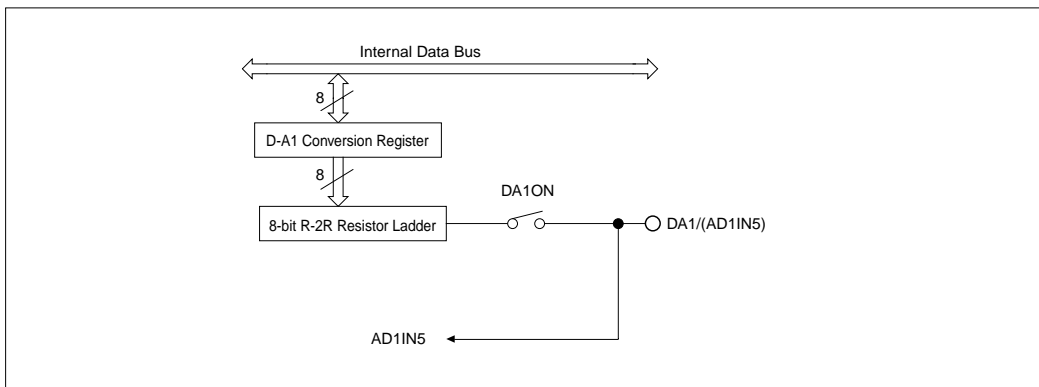 Internal Data Bus
8
D-A1 Conversion Register
8
DA1ON
8-bit R-2R Resistor Ladder
DA1/(AD1IN5)
AD1IN5